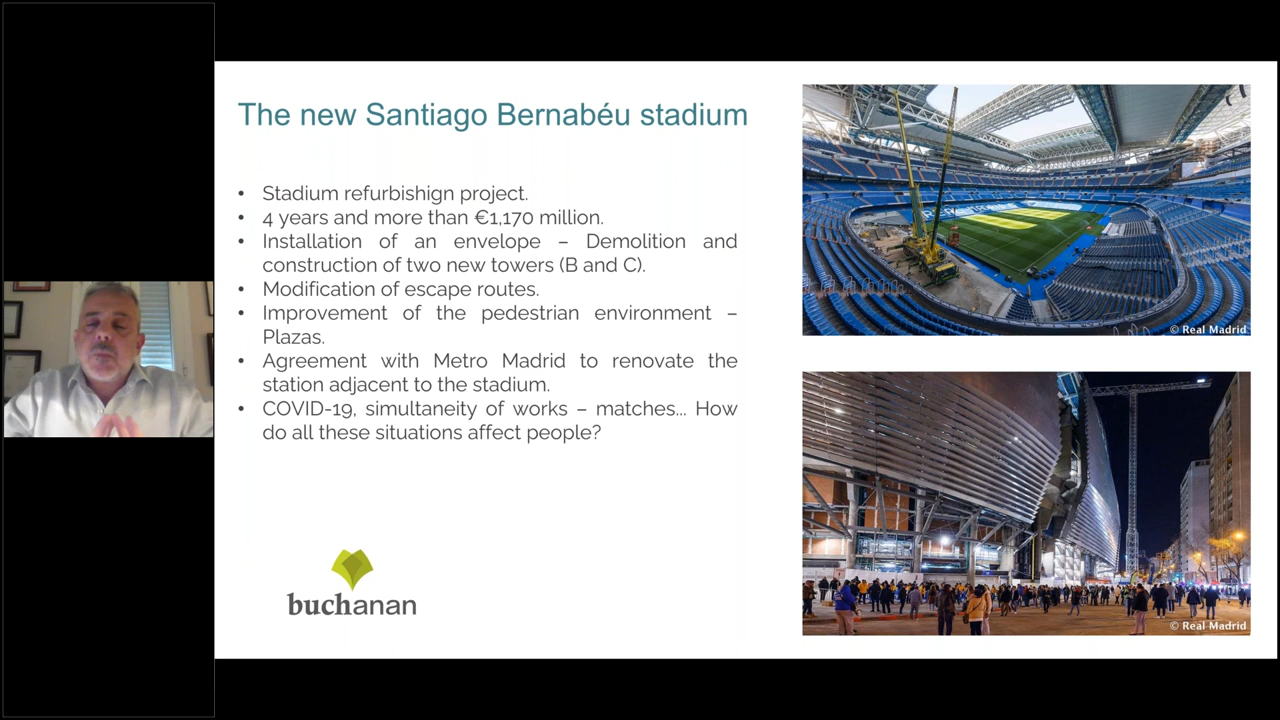 The new Santiago Bernabéu stadium
• Stadium refurbishign project.
• 4 years and more than €1,170 million.
• Installation of an envelope – Demolition and
construction of two new towers (B and C).
• Modification of escape routes.
• Improvement of the pedestrian environment –
Plazas.
• Agreement with Metro Madrid to renovate the
station adjacent to the stadium.
• COVID-19, simultaneity of works – matches... How
do all these situations affect people?
buchanan
© Real Madrid
© Real Madrid